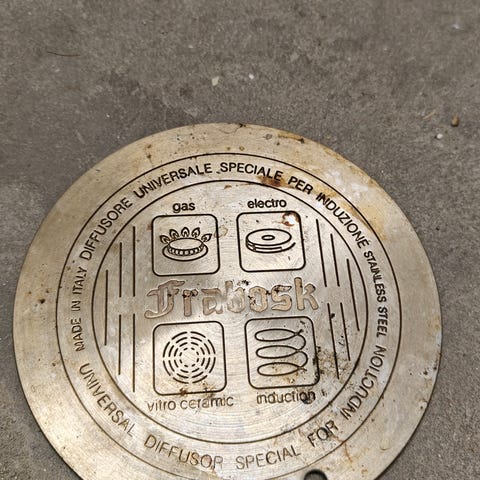 MADE IN ITALY DIFFUSORE UNIVERSALE SPECIALE PER INDUZIONE STAINLESS STEEL
gas electro
Frabosk
vitro ceramic induction
UNIVERSAL DIFFUSOR SPECIAL FOR INDUCTION